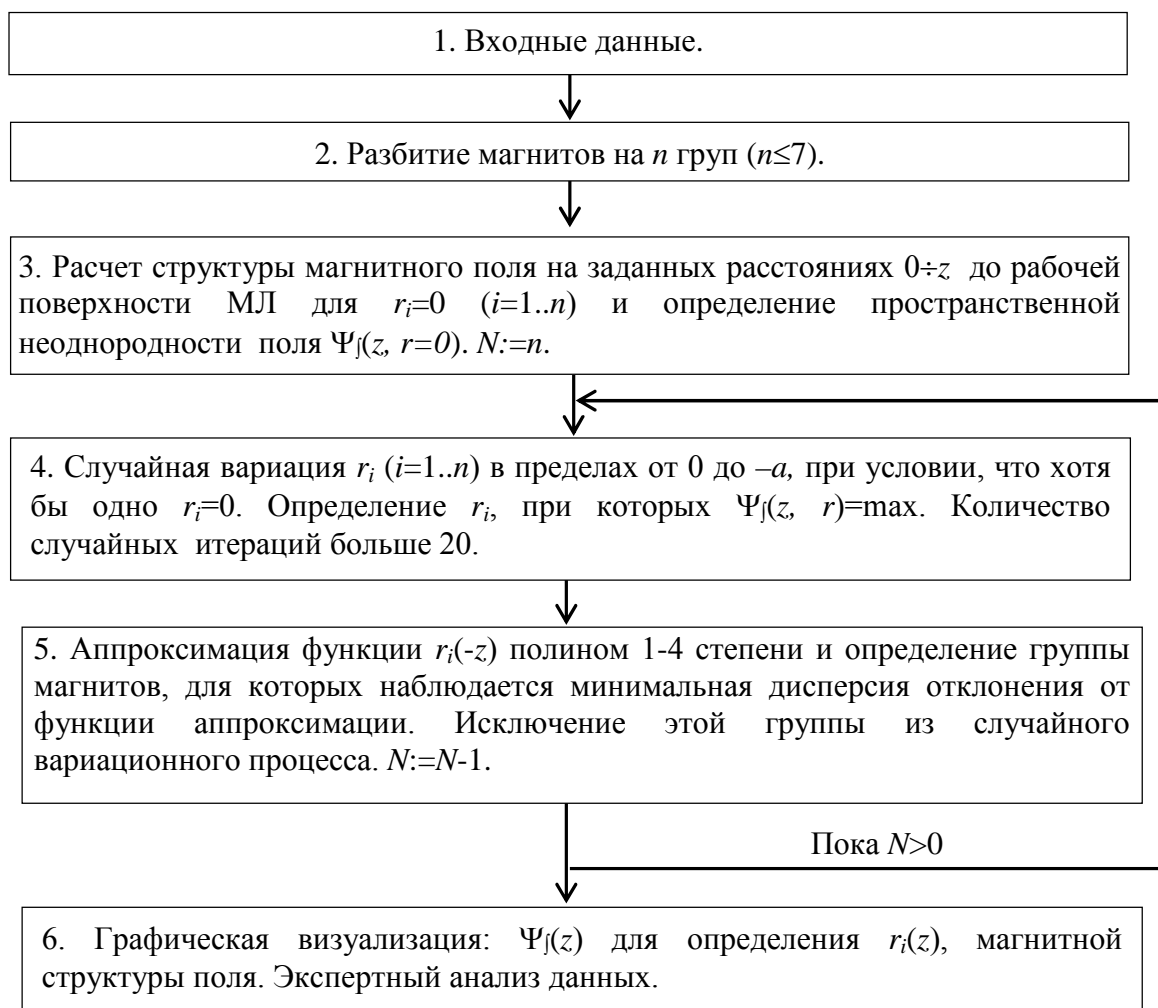 1. Входные данные.
2. Разбитие магнитов на n груп (n≤7).
3. Расчет структуры магнитного поля на заданных расстояниях 0÷z до рабочей
поверхности МЛ для ri=0 (i=1..n) и определение пространственной
неоднородности поля Ψ∫(z, r=0). N:=n.
4. Случайная вариация ri (i=1..n) в пределах от 0 до –a, при условии, что хотя
бы одно ri=0. Определение ri, при которых Ψ∫(z, r)=max. Количество
случайных итераций больше 20.
5. Аппроксимация функции ri(-z) полином 1-4 степени и определение группы
магнитов, для которых наблюдается минимальная дисперсия отклонения от
функции аппроксимации. Исключение этой группы из случайного
вариационного процесса. N:=N-1.
Пока N>0
6. Графическая визуализация: Ψ∫(z) для определения ri(z), магнитной
структуры поля. Экспертный анализ данных.